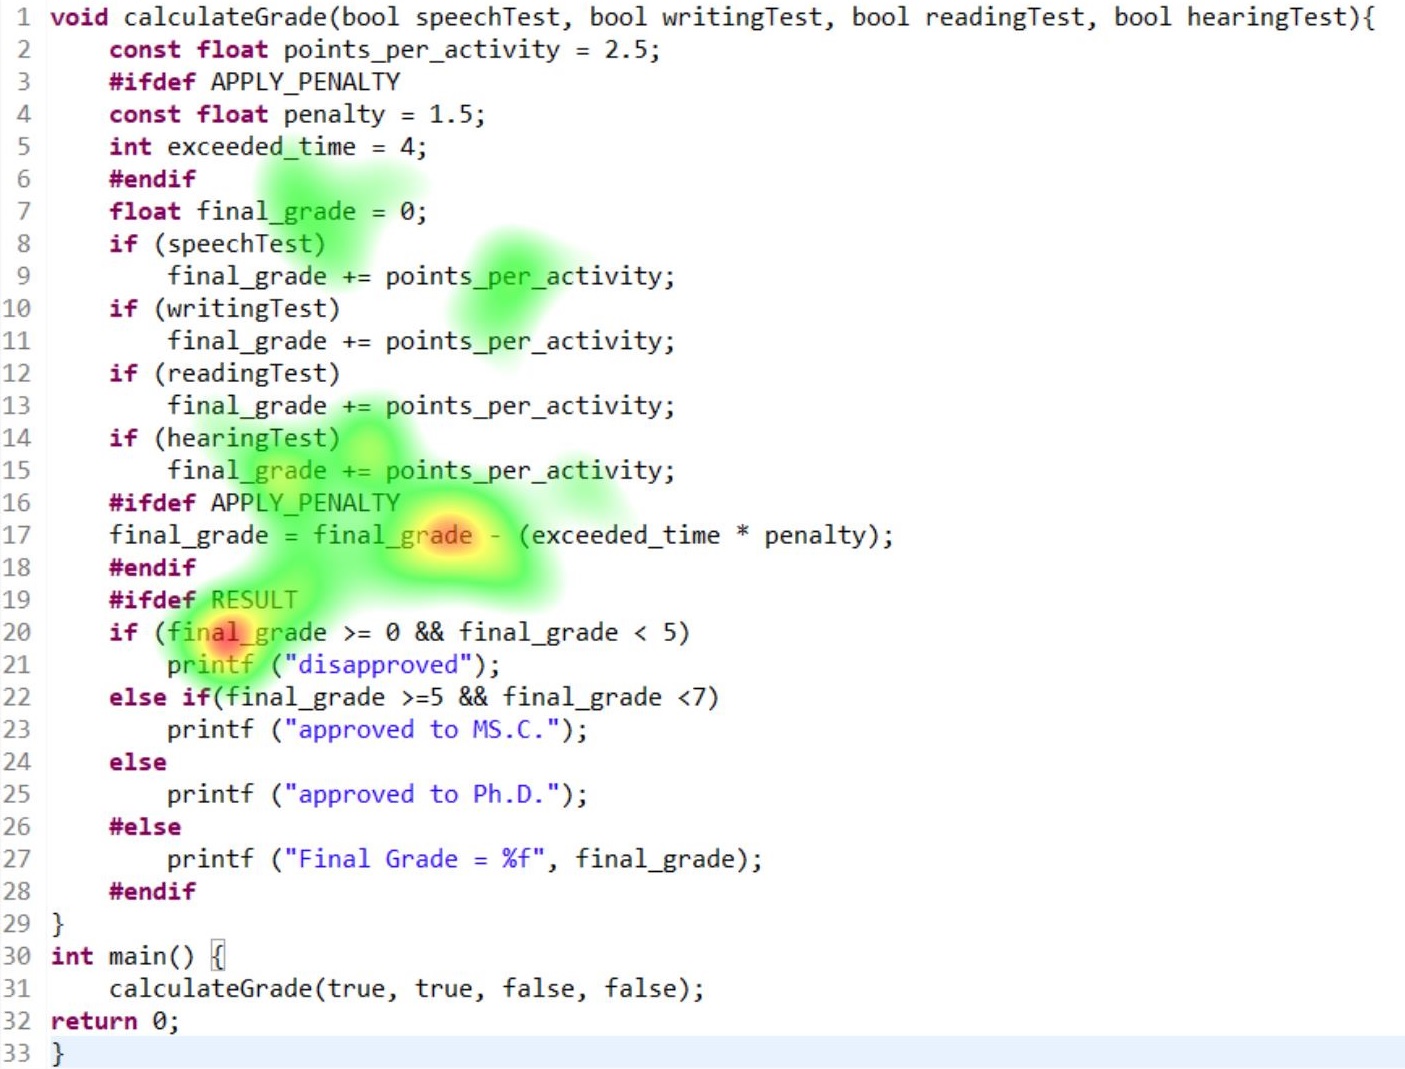 1 void calculateGrade(bool speechTest, bool writingTest, bool readingTest, bool hearingTest){
2 const float points_per_activity = 2.5;
3 #ifdef APPLY_PENALTY
4 const float penalty = 1.5;
5 int exceeded_time = 4;
6 #endif
7 float final_grade = 0;
8 if (speechTest)
9 final_grade += points_per_activity;
10 if (writingTest)
11 final_grade += points_per_activity;
12 if (readingTest)
13 final_grade += points_per_activity;
14 if (hearingTest)
15 final_grade += points_per_activity;
16 #ifdef APPLY_PENALTY
17 final_grade = final_grade - (exceeded_time * penalty);
18 #endif
19 #ifdef RESULT
20 if (final_grade >= 0 && final_grade < 5)
21 printf ("disapproved");
22 else if(final_grade >=5 && final_grade <7)
23 printf ("approved to MS.C.");
24 else
25 printf ("approved to Ph.D.");
26 #else
27 printf ("Final Grade = %f", final_grade);
28 #endif
29 }
30 int main() {
31 calculateGrade(true, true, false, false);
32 return 0;
33 }